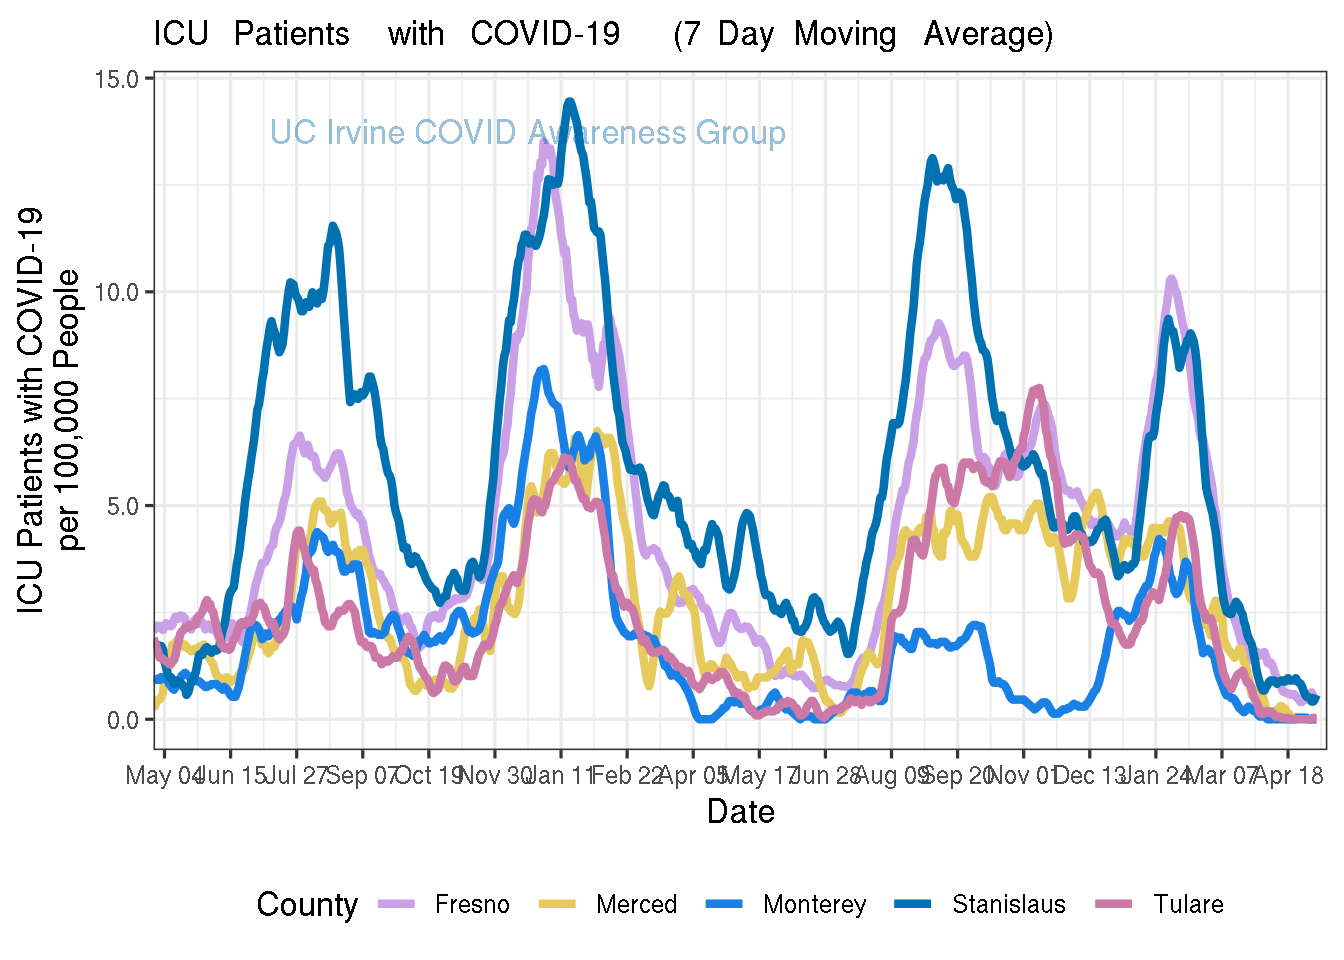 ICU Patients with COVID-19 (7 Day Moving Average)
15.0
UC Irvine COVID Awareness Group
10.0
5.0
0.0
ICU Patients with COVID-19
per 100,000 People
May 04 Jun 15 Jul 27 Sep 07 Oct 19 Nov 30 Jan 11 Feb 22 Apr 05 May 17 Jun 28 Aug 09 Sep 20 Nov 01 Dec 13 Jan 24 Mar 07 Apr 18
Date
County Fresno Merced Monterey Stanislaus Tulare